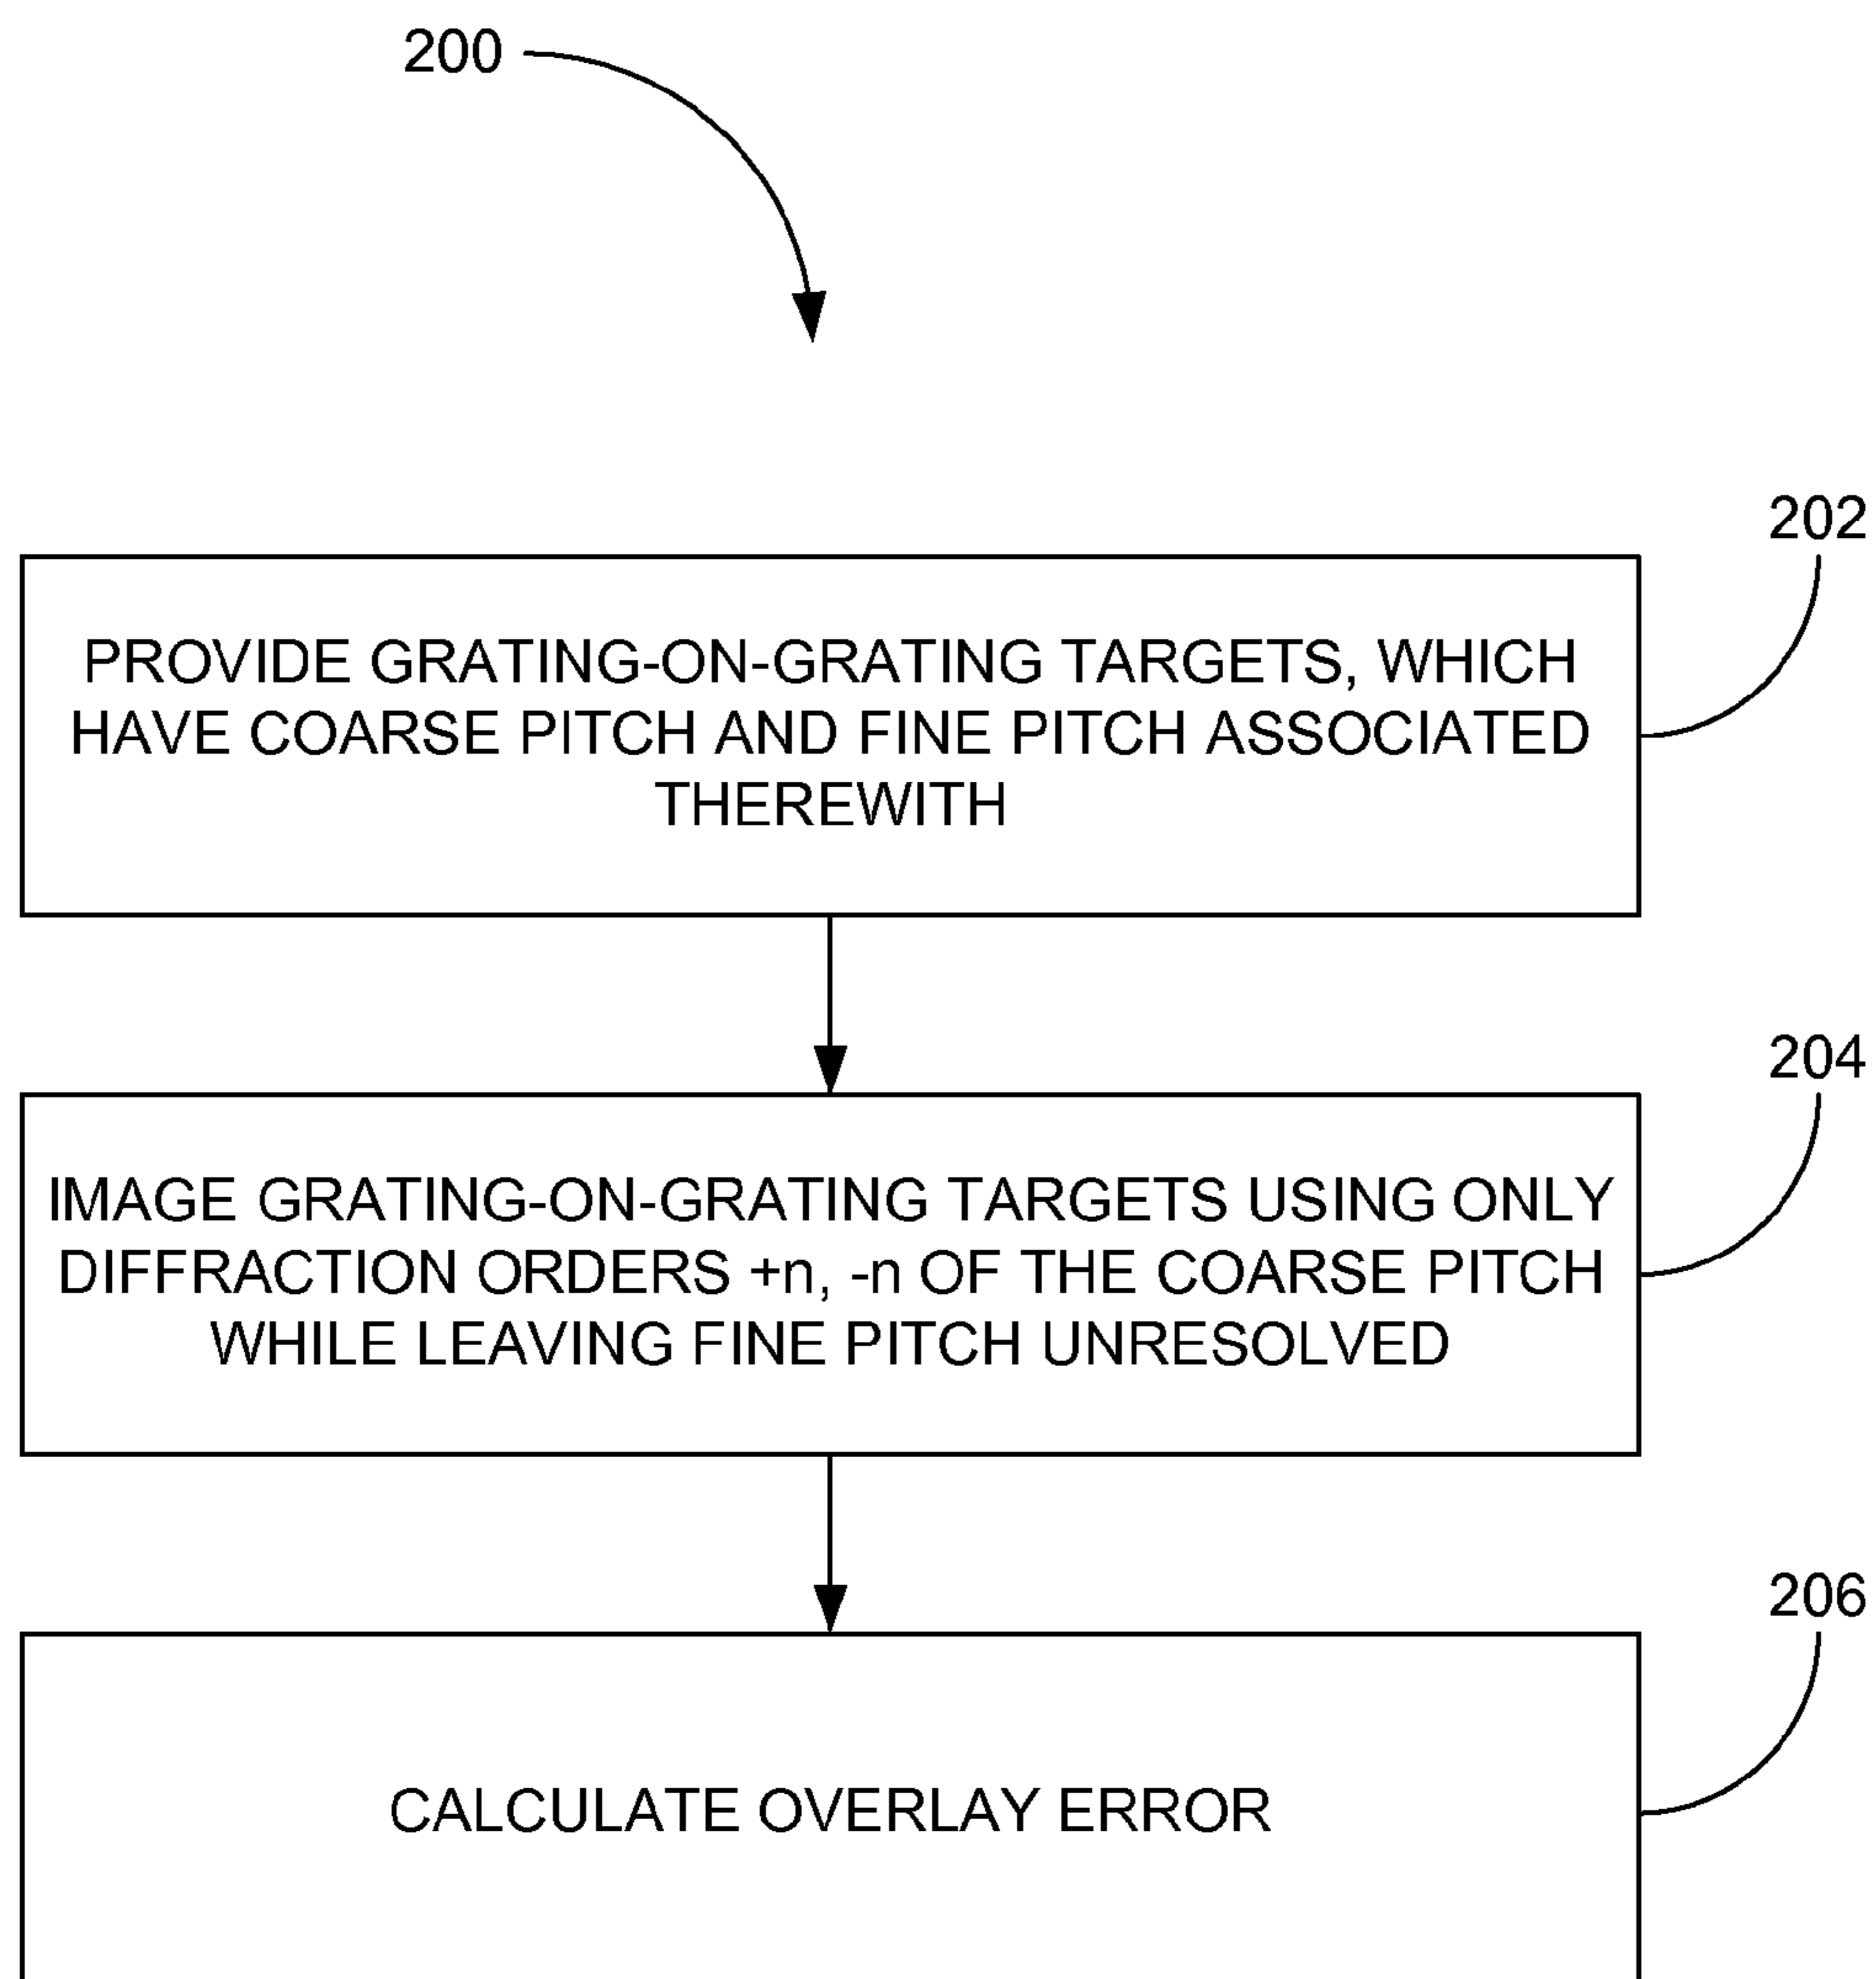 200
202
PROVIDE GRATING-ON-GRATING TARGETS, WHICH
HAVE COARSE PITCH AND FINE PITCH ASSOCIATED
THEREWITH
204
IMAGE GRATING-ON-GRATING TARGETS USING ONLY
DIFFRACTION ORDERS +n, -n OF THE COARSE PITCH
WHILE LEAVING FINE PITCH UNRESOLVED
206
CALCULATE OVERLAY ERROR